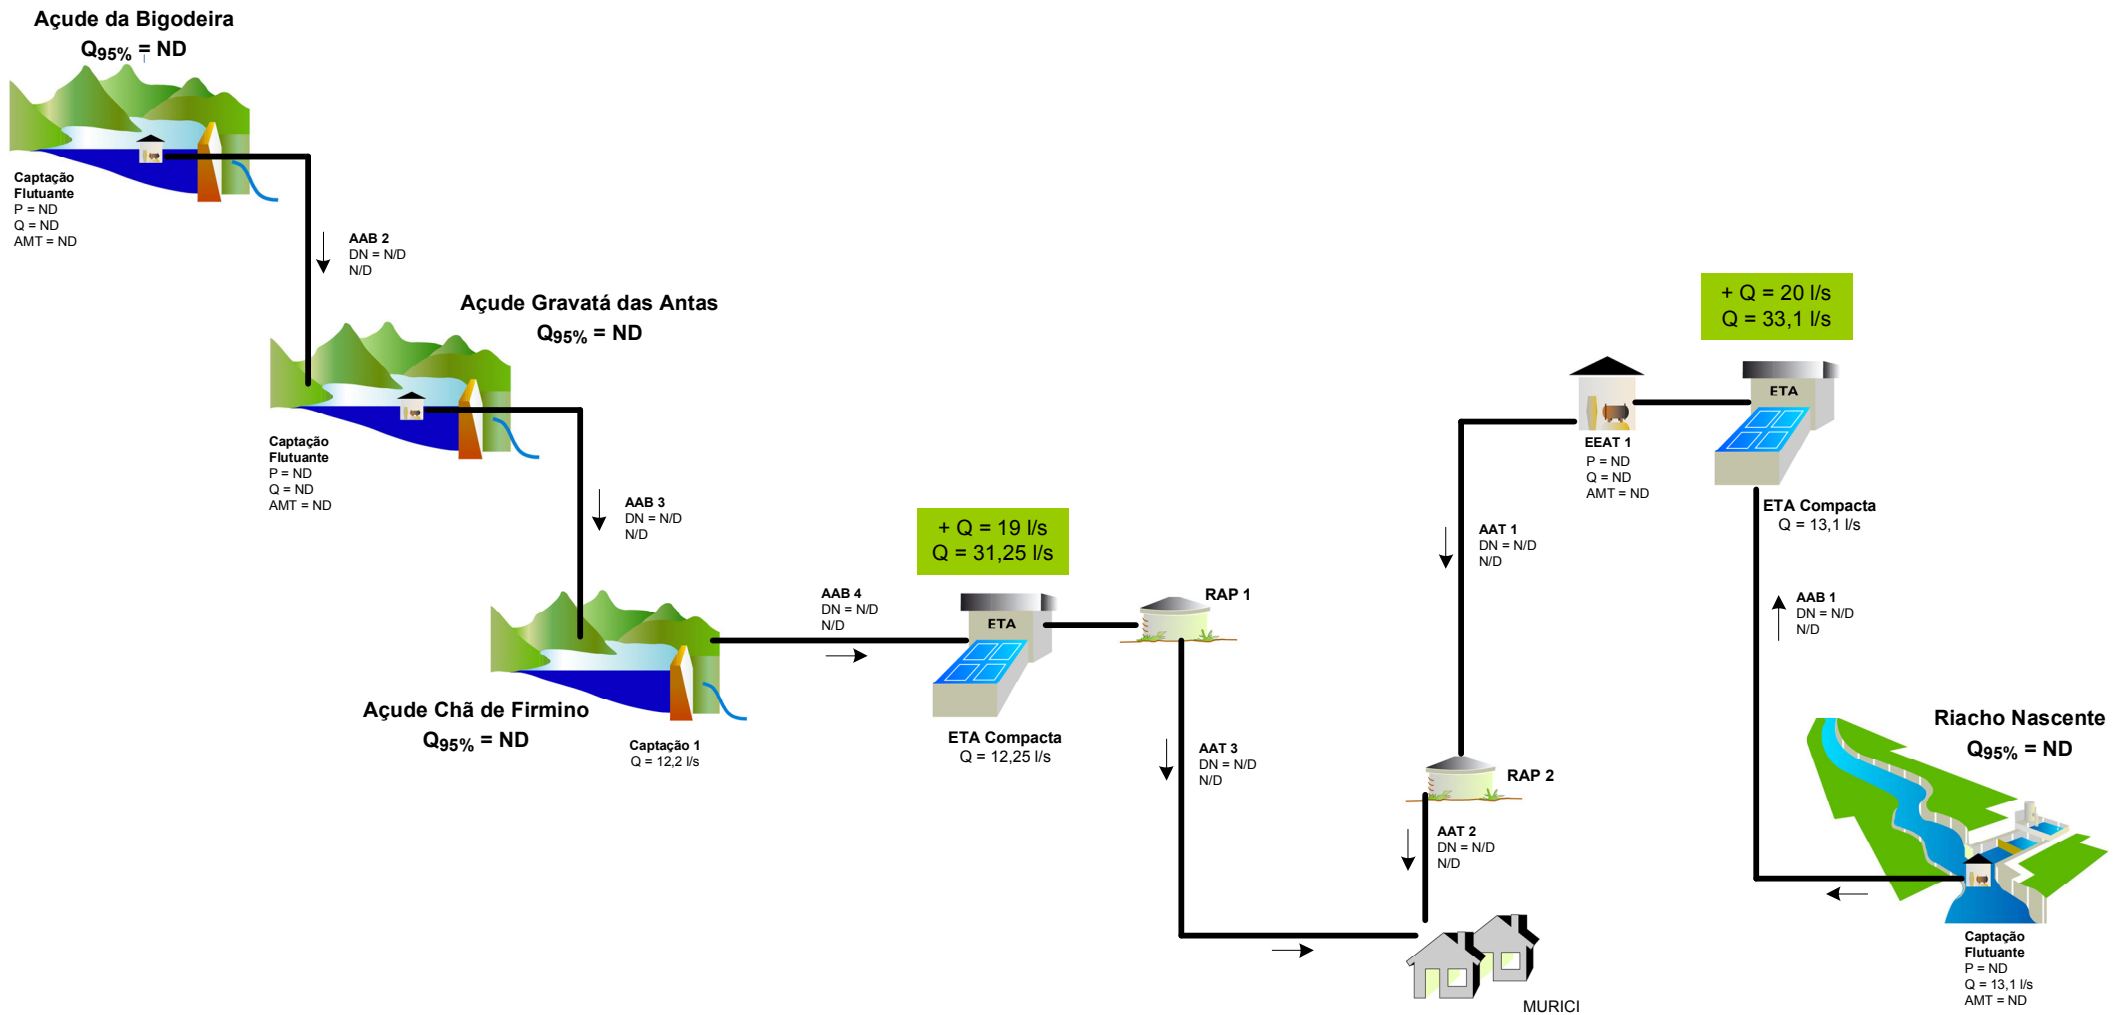 Açude da Bigodeira
Q95% = ND
Captação
Flutuante
P = ND
Q = ND
AMT = ND
AAB 2
DN = N/D
N/D
Açude Gravatá das Antas
Q95% = ND
Captação
Flutuante
P = ND
Q = ND
AMT = ND
AAB 3
DN = N/D
N/D
Açude Chã de Firmino
Q95% = ND
Captação 1
Q = 12,2 l/s
AAB 4
DN = N/D
N/D
+ Q = 19 l/s
Q = 31,25 l/s
ETA
ETA Compacta
Q = 12,25 l/s
RAP 1
AAT 3
DN = N/D
N/D
+ Q = 20 l/s
Q = 33,1 l/s
ETA
ETA Compacta
Q = 13,1 l/s
EEAT 1
P = ND
Q = ND
AMT = ND
AAT 1
DN = N/D
N/D
AAB 1
DN = N/D
N/D
RAP 2
AAT 2
DN = N/D
N/D
Riacho Nascente
Q95% = ND
Captação
Flutuante
P = ND
Q = 13,1 l/s
AMT = ND
MURICI